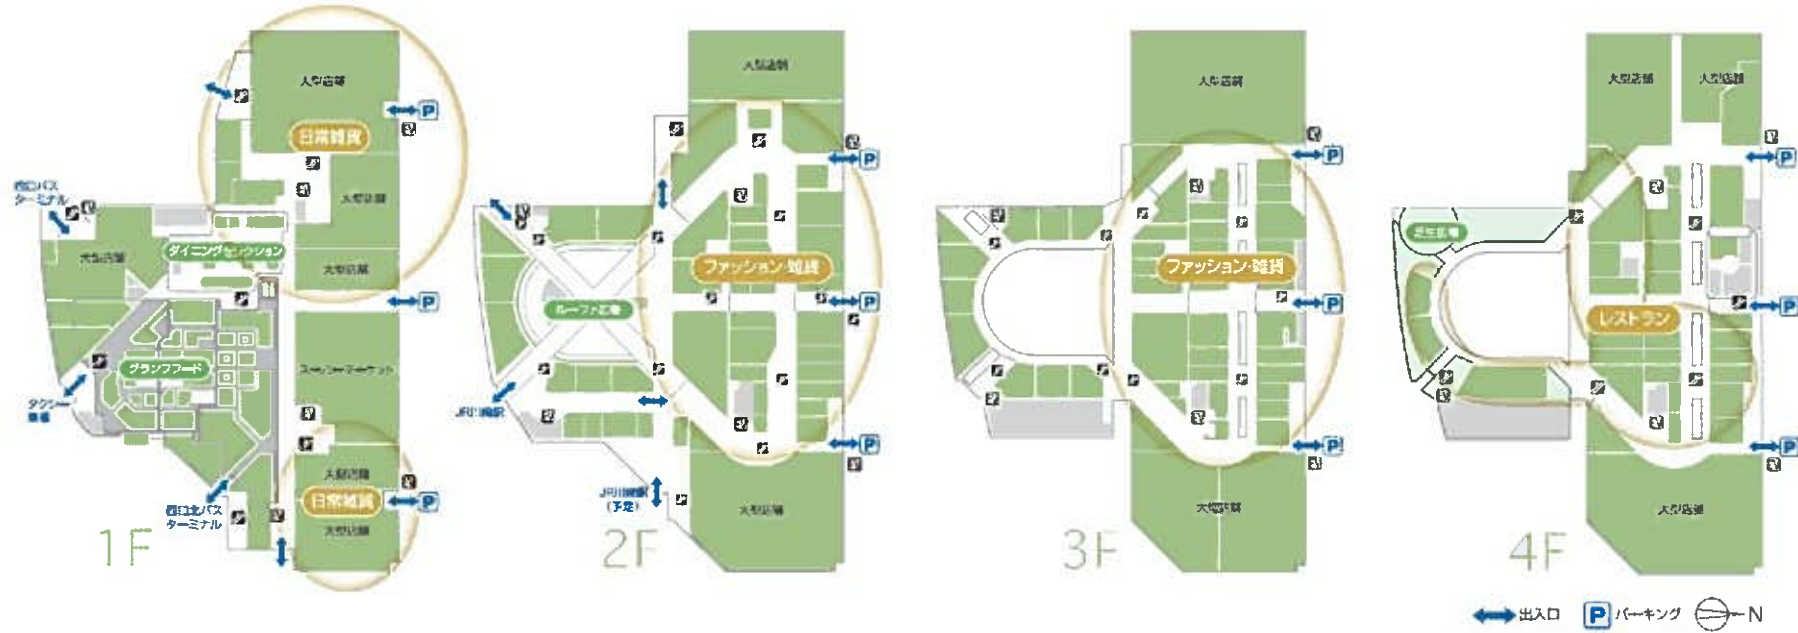 大型店舗
P
日常雑貨
西口バス
ターミナル
大型店舗
ダイニングセレクション
大型店舗
大型店舗
P
グランフード
スーパーマーケット
タクシー
大型店舗
日常雑貨
P
西口北バス
ターミナル
大型店舗
1F
大型店舗
P
ファッション・雑貨
ルーファ広場
P
JR川崎駅
P
JR川崎駅
(予定)
大型店舗
2F
大型店舗
P
ファッション・雑貨
P
P
大型店舗
3F
大型店舗
大型店舗
P
芝生広場
レストラン
P
P
大型店舗
4F
出入口
P パーキング
N